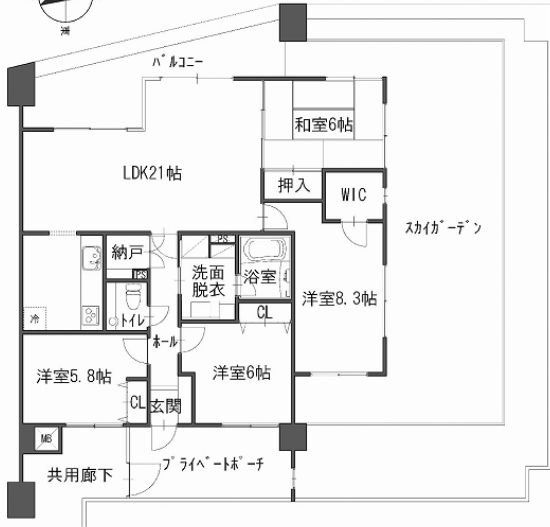 東
ﾊﾞﾙｺﾆｰ
和室6帖
LDK21帖
押入
WIC
ｽｶｲｶﾞｰﾃﾞﾝ
納戸
PS
洗面
脱衣
浴室
PS
洋室8.3帖
冷
トイレ
CL
ﾎｰﾙ
洋室5.8帖
洋室6帖
CL
玄関
MB
共用廊下
ﾌﾟﾗｲﾍﾞｰﾄﾎﾟｰﾁ